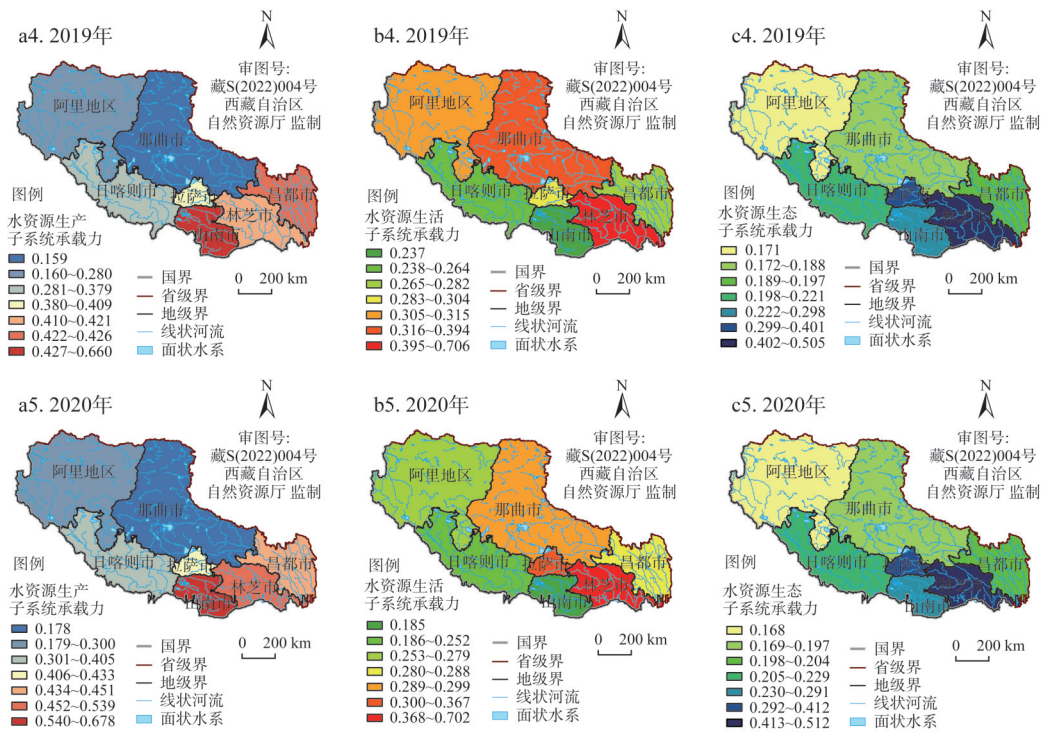 a4. 2019年
N
审图号:
藏S(2022)004号
西藏自治区
自然资源厅 监制
阿里地区
那曲市
日喀则市
拉萨市
昌都市
林芝市
山南市
图例
水资源生产
子系统承载力
0.159
0.160~0.280
0.281~0.379
0.380~0.409
0.410~0.421
0.422~0.426
0.427~0.660
0 200 km
国界
省级界
地级界
线状河流
面状水系
b4. 2019年
N
审图号:
藏S(2022)004号
西藏自治区
自然资源厅 监制
阿里地区
那曲市
日喀则市
拉萨市
昌都市
林芝市
山南市
图例
水资源生活
子系统承载力
0.237
0.238~0.264
0.265~0.282
0.283~0.304
0.305~0.315
0.316~0.394
0.395~0.706
0 200 km
国界
省级界
地级界
线状河流
面状水系
c4. 2019年
N
审图号:
藏S(2022)004号
西藏自治区
自然资源厅 监制
阿里地区
那曲市
日喀则市
昌都市
山南市
图例
水资源生态
子系统承载力
0.171
0.172~0.188
0.189~0.197
0.198~0.221
0.222~0.298
0.299~0.401
0.402~0.505
0 200 km
国界
省级界
地级界
线状河流
面状水系
a5. 2020年
N
审图号:
藏S(2022)004号
西藏自治区
自然资源厅 监制
阿里地区
那曲市
日喀则市
拉萨市
昌都市
林芝市
山南市
图例
水资源生产
子系统承载力
0.178
0.179~0.300
0.301~0.405
0.406~0.433
0.434~0.451
0.452~0.539
0.540~0.678
0 200 km
国界
省级界
地级界
线状河流
面状水系
b5. 2020年
N
审图号:
藏S(2022)004号
西藏自治区
自然资源厅 监制
阿里地区
那曲市
日喀则市
拉萨市
昌都市
林芝市
山南市
图例
水资源生活
子系统承载力
0.185
0.186~0.252
0.253~0.279
0.280~0.288
0.289~0.299
0.300~0.367
0.368~0.702
0 200 km
国界
省级界
地级界
线状河流
面状水系
c5. 2020年
N
审图号:
藏S(2022)004号
西藏自治区
自然资源厅 监制
阿里地区
那曲市
日喀则市
昌都市
山南市
图例
水资源生态
子系统承载力
0.168
0.169~0.197
0.198~0.204
0.205~0.229
0.230~0.291
0.292~0.412
0.413~0.512
0 200 km
国界
省级界
地级界
线状河流
面状水系